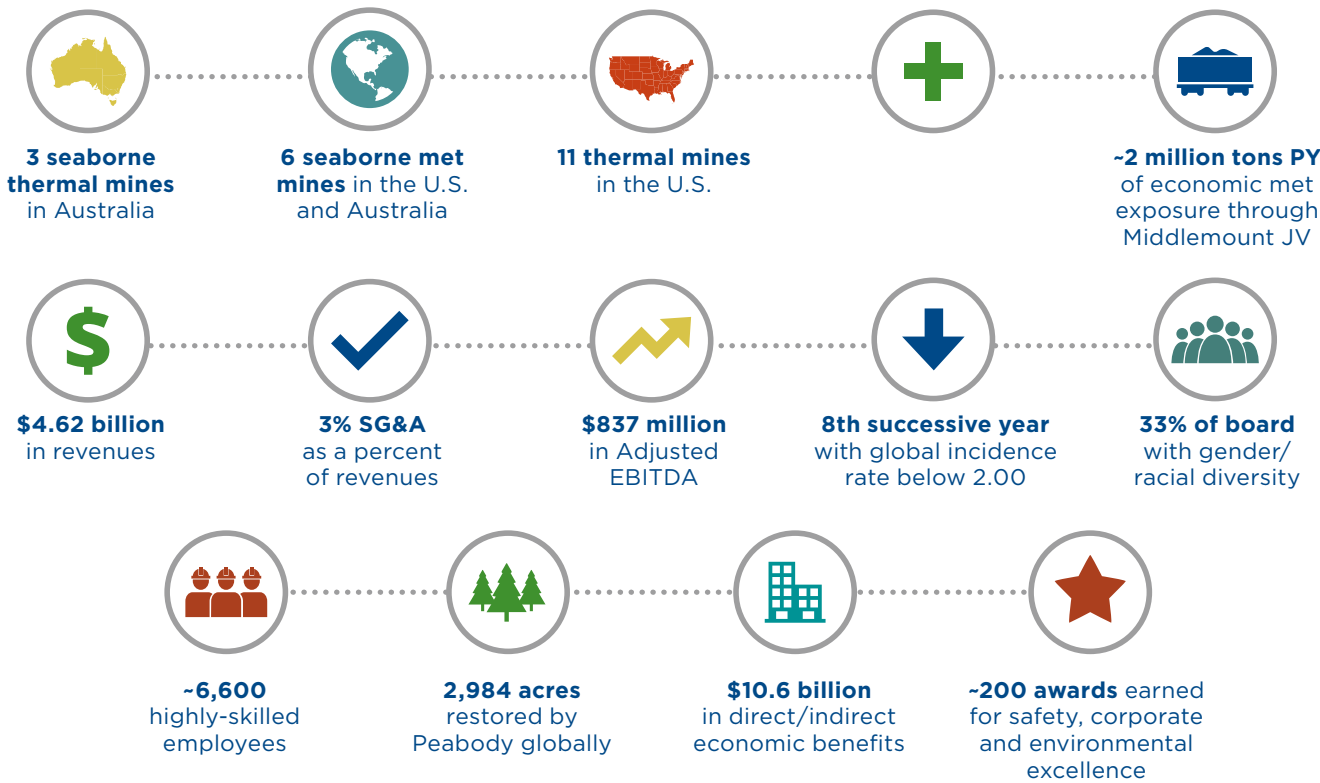 3 seaborne
thermal mines
in Australia
6 seaborne met
mines in the U.S.
and Australia
11 thermal mines
in the U.S.
~2 million tons PY
of economic met
exposure through
Middlemount JV
$4.62 billion
in revenues
3% SG&A
as a percent
of revenues
$837 million
in Adjusted
EBITDA
8th successive year
with global incidence
rate below 2.00
33% of board
with gender/
racial diversity
~6,600
highly-skilled
employees
2,984 acres
restored by
Peabody globally
$10.6 billion
in direct/indirect
economic benefits
~200 awards earned
for safety, corporate
and environmental
excellence